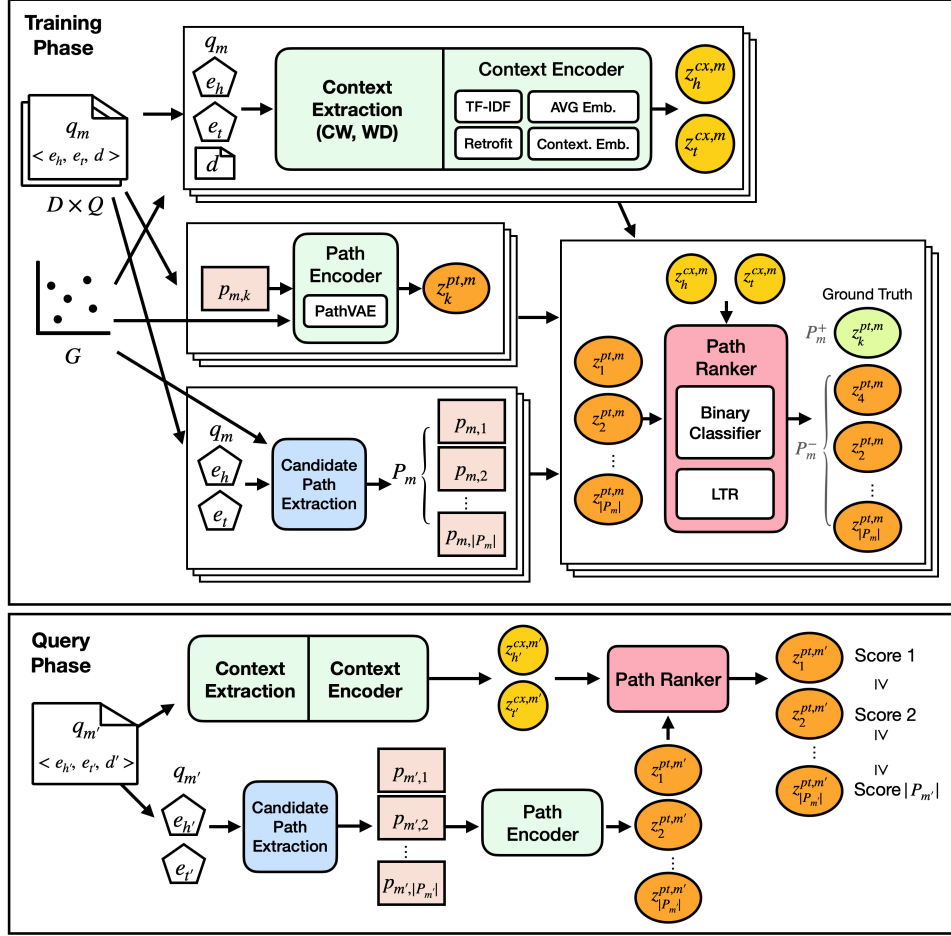 Training
Phase
q_m
< e_h, e_t, d >
D × Q
G
q_m
e_h
e_t
d
Context
Extraction
(CW, WD)
Context Encoder
TF-IDF
AVG Emb.
Retrofit
Context. Emb.
z_h^{cx,m}
z_t^{cx,m}
p_{m,k}
Path
Encoder
PathVAE
z_k^{pt,m}
q_m
e_h
e_t
Candidate
Path
Extraction
P_m
p_{m,1}
p_{m,2}
⋮
p_{m,|P_m|}
z_h^{cx,m}
z_t^{cx,m}
z_1^{pt,m}
z_2^{pt,m}
⋮
z_{|P_m|}^{pt,m}
Path
Ranker
Binary
Classifier
LTR
Ground Truth
P_m^+
z_k^{pt,m}
P_m^-
z_4^{pt,m}
z_2^{pt,m}
⋮
z_{|P_m|}^{pt,m}
Query
Phase
q_{m'}
< e_{h'}, e_{t'}, d' >
Context
Extraction
Context
Encoder
z_{h'}^{cx,m'}
z_{t'}^{cx,m'}
Path Ranker
z_1^{pt,m'}
Score 1
≥
z_2^{pt,m'}
Score 2
≥
⋮
≥
z_{|P_{m'}|}^{pt,m'}
Score|P_{m'}|
q_{m'}
e_{h'}
e_{t'}
Candidate
Path
Extraction
p_{m',1}
p_{m',2}
⋮
p_{m',|P_{m'}|}
Path
Encoder
z_1^{pt,m'}
z_2^{pt,m'}
⋮
z_{|P_{m'}|}^{pt,m'}